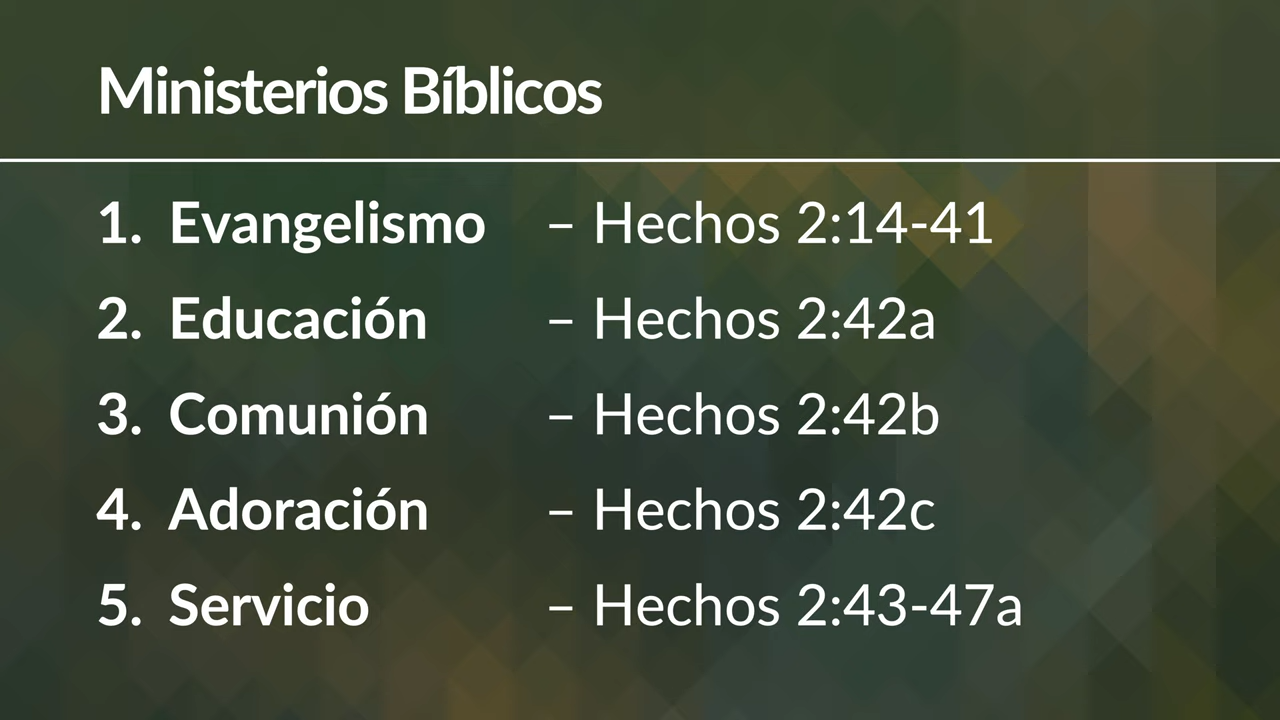 Ministerios Bíblicos
1. Evangelismo – Hechos 2:14-41
2. Educación – Hechos 2:42a
3. Comunión – Hechos 2:42b
4. Adoración – Hechos 2:42c
5. Servicio – Hechos 2:43-47a